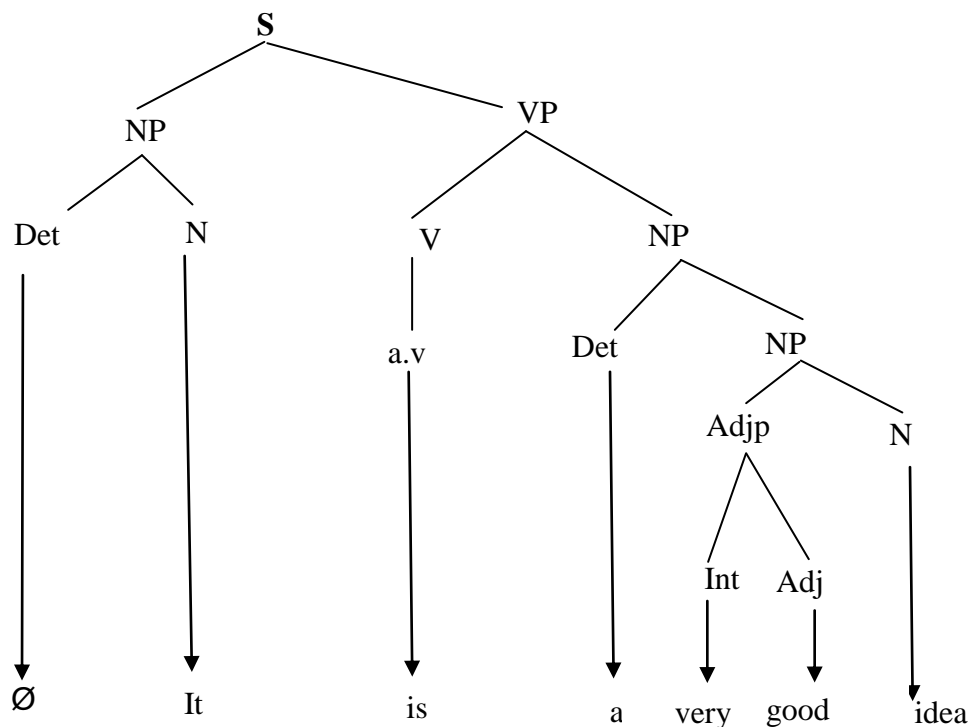 S
NP VP
Det N V NP
a.v Det NP
Adjp N
Int Adj
Ø It is a very good idea